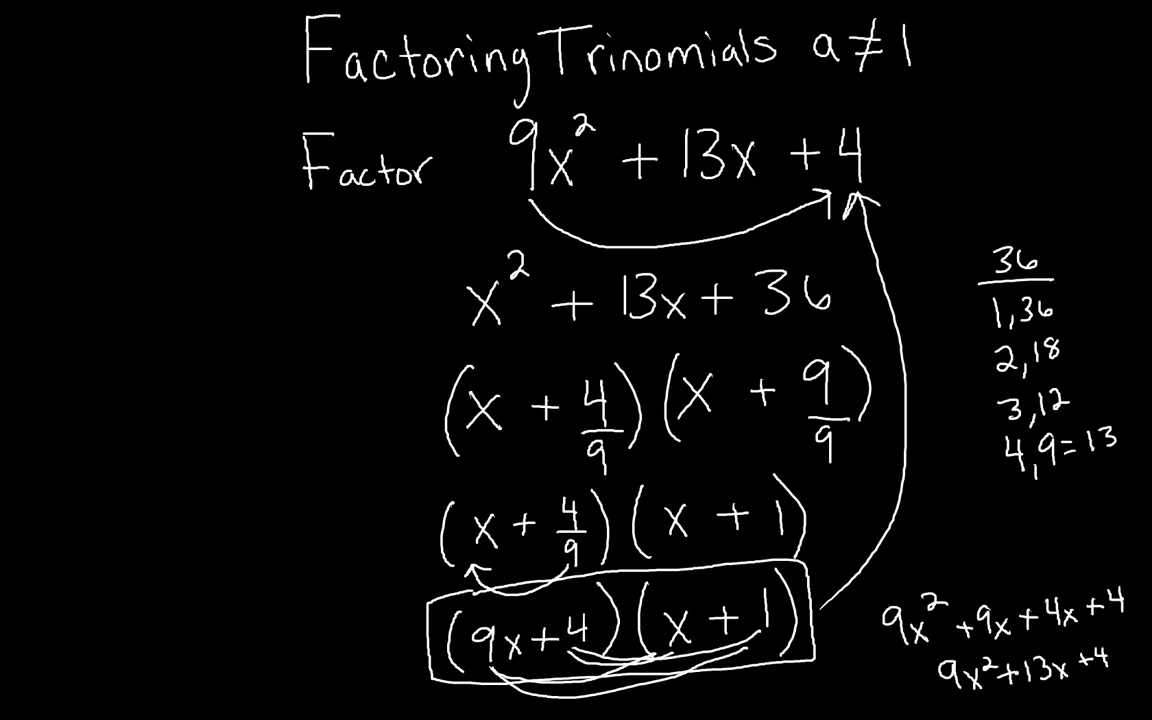 Factoring Trinomials a ≠ 1
Factor 9x² + 13x + 4
x² + 13x + 36
(x + 4/9)(x + 9/9)
(x + 4/9)(x + 1)
(9x + 4)(x + 1)
36
1, 36
2, 18
3, 12
4, 9 = 13
9x² + 9x + 4x + 4
9x² + 13x + 4